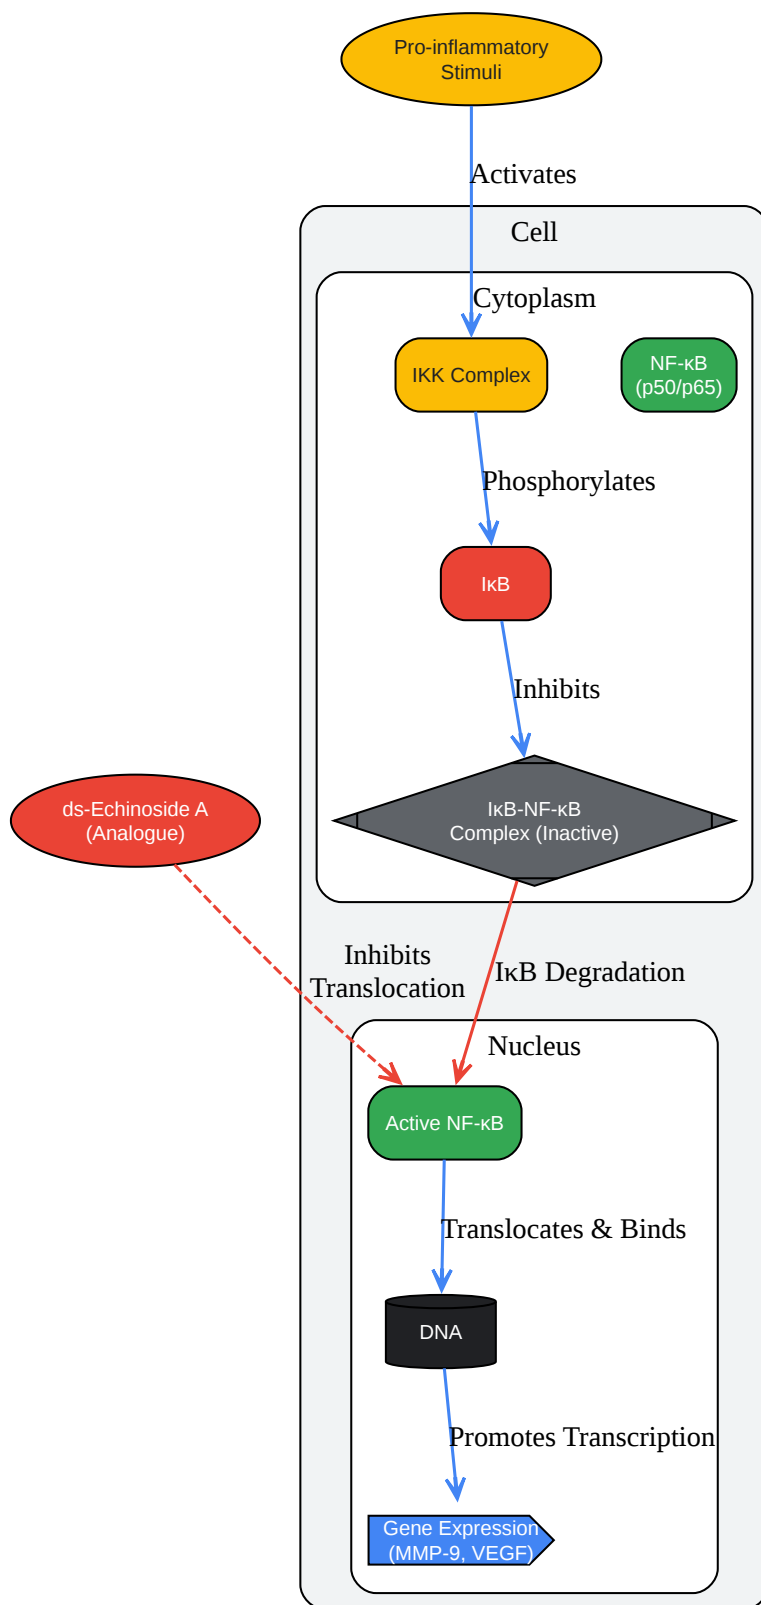 Pro-inflammatory
Stimuli
Activates
Cell
Cytoplasm
IKK Complex
NF-κB
(p50/p65)
Phosphorylates
IκB
Inhibits
ds-Echinoside A
(Analogue)
IκB-NF-κB
Complex (Inactive)
Inhibits
Translocation
IκB Degradation
Nucleus
Active NF-κB
Translocates & Binds
DNA
Promotes Transcription
Gene Expression
(MMP-9, VEGF)